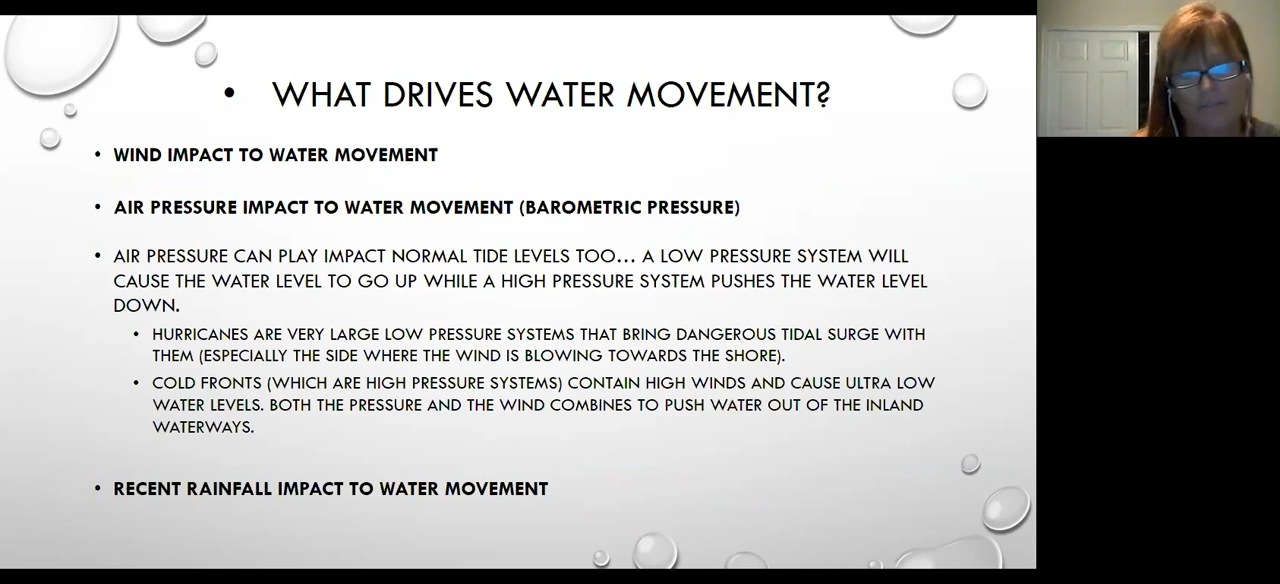 • WHAT DRIVES WATER MOVEMENT?
• WIND IMPACT TO WATER MOVEMENT
• AIR PRESSURE IMPACT TO WATER MOVEMENT (BAROMETRIC PRESSURE)
• AIR PRESSURE CAN PLAY IMPACT NORMAL TIDE LEVELS TOO... A LOW PRESSURE SYSTEM WILL
CAUSE THE WATER LEVEL TO GO UP WHILE A HIGH PRESSURE SYSTEM PUSHES THE WATER LEVEL
DOWN.
• HURRICANES ARE VERY LARGE LOW PRESSURE SYSTEMS THAT BRING DANGEROUS TIDAL SURGE WITH
THEM (ESPECIALLY THE SIDE WHERE THE WIND IS BLOWING TOWARDS THE SHORE).
• COLD FRONTS (WHICH ARE HIGH PRESSURE SYSTEMS) CONTAIN HIGH WINDS AND CAUSE ULTRA LOW
WATER LEVELS. BOTH THE PRESSURE AND THE WIND COMBINES TO PUSH WATER OUT OF THE INLAND
WATERWAYS.
• RECENT RAINFALL IMPACT TO WATER MOVEMENT